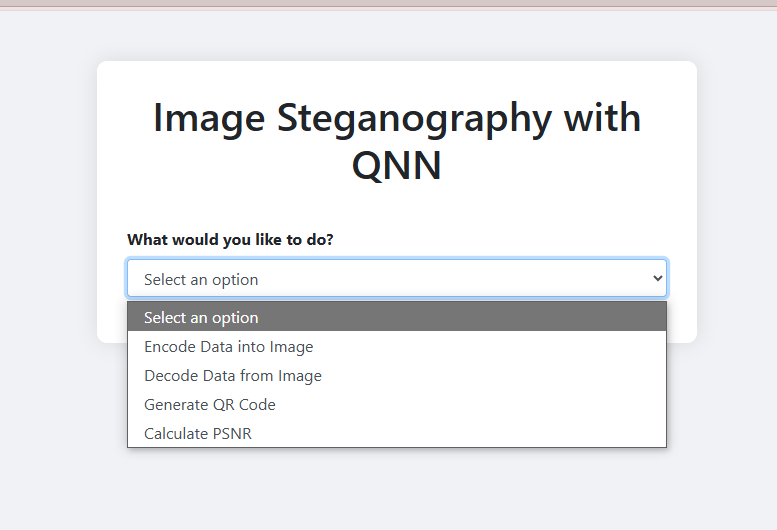 Image Steganography with
QNN
What would you like to do?
Select an option
Select an option
Encode Data into Image
Decode Data from Image
Generate QR Code
Calculate PSNR